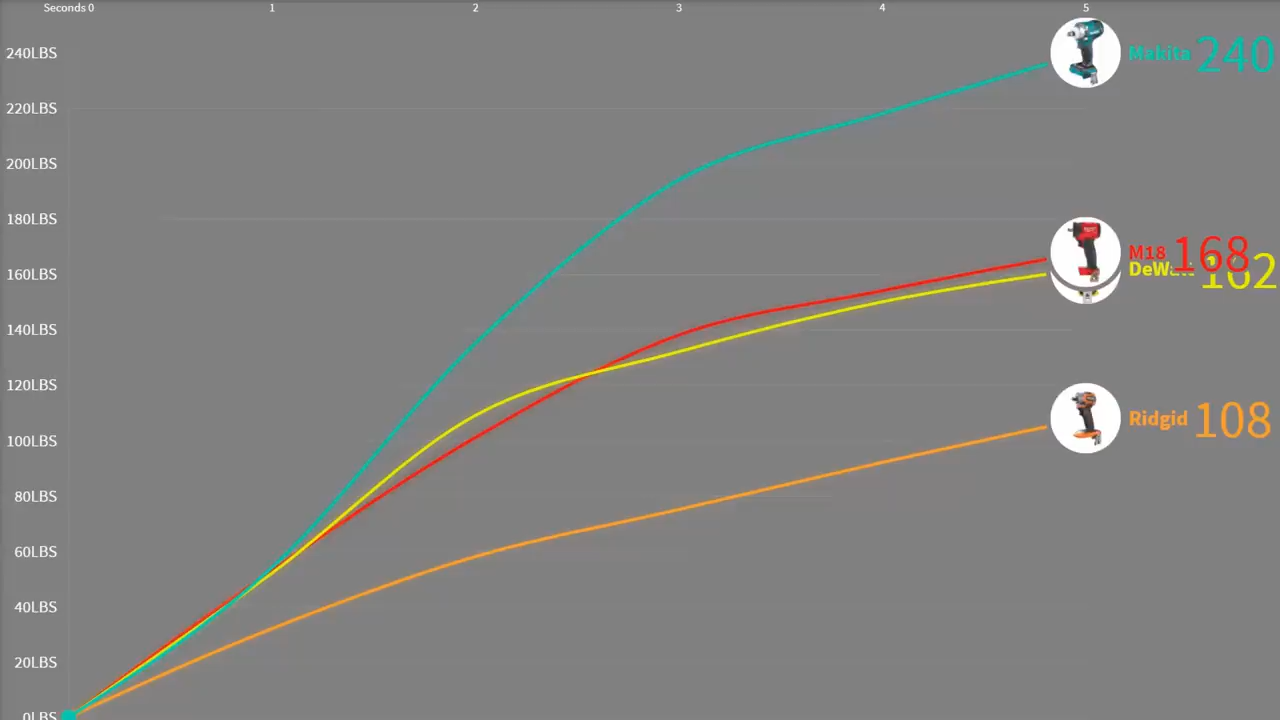 Seconds 0 1 2 3 4 5
240LBS
Makita 240
220LBS
200LBS
180LBS
M18 168
160LBS
162
140LBS
120LBS
100LBS
Ridgid 108
80LBS
60LBS
40LBS
20LBS
0LBS